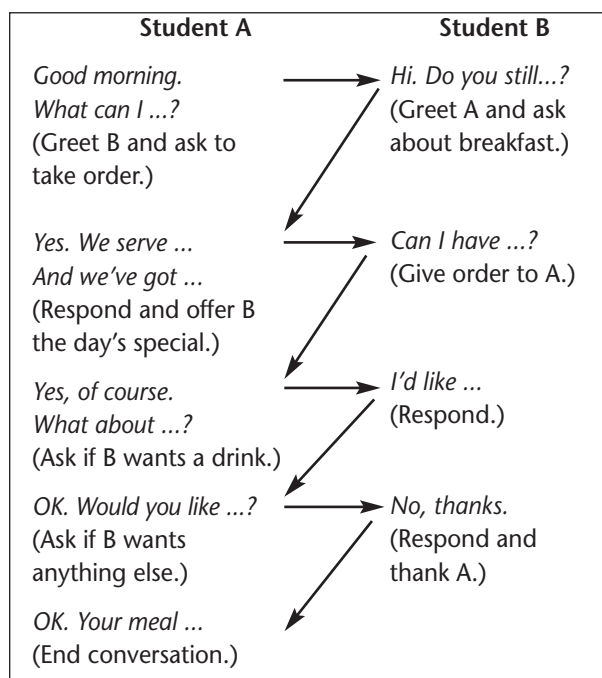 Student A
Student B
Good morning.
What can I ...?
(Greet B and ask to
take order.)
Hi. Do you still...?
(Greet A and ask
about breakfast.)
Yes. We serve ...
And we've got ...
(Respond and offer B
the day's special.)
Can I have ...?
(Give order to A.)
Yes, of course.
What about ...?
(Ask if B wants a drink.)
I'd like ...
(Respond.)
OK. Would you like ...?
(Ask if B wants
anything else.)
No, thanks.
(Respond and
thank A.)
OK. Your meal ...
(End conversation.)